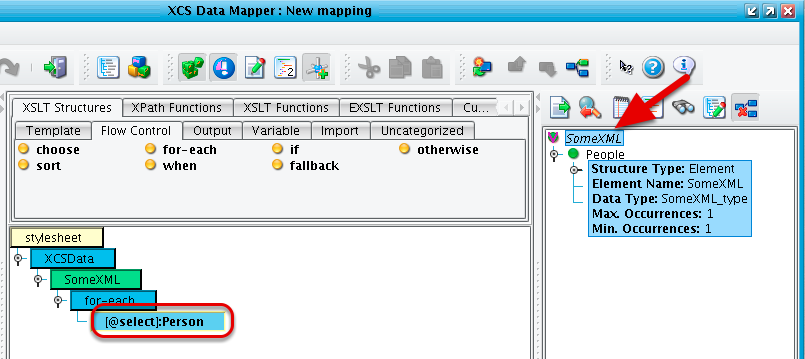 XCS Data Mapper : New mapping
XSLT Structures XPath Functions XSLT Functions EXSLT Functions Cu...
Template Flow Control Output Variable Import Uncategorized
choose for-each if otherwise
sort when fallback
stylesheet
XCSData
SomeXML
for-each
[@select]:Person
SomeXML
People
Structure Type: Element
Element Name: SomeXML
Data Type: SomeXML_type
Max. Occurrences: 1
Min. Occurrences: 1